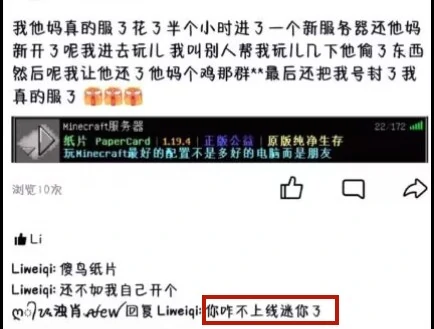 我他妈真的服了花了半个小时进了一个新服务器还他妈
新开了呢我进去玩儿 我叫别人帮我玩儿几下他偷了东西
然后呢我让他还了他妈个鸡那群**最后还把我号封了我
真的服了
Minecraft服务器 22/172
纸片 PaperCard | 1.19.4 | 正版公益 | 原版纯净生存
玩Minecraft最好的配置不是多好的电脑而是朋友
浏览10次
Li
Liweiqi: 傻鸟纸片
Liweiqi: 还不如我自己开个
浊肖 回复 Liweiqi: 你咋不上线迷你了